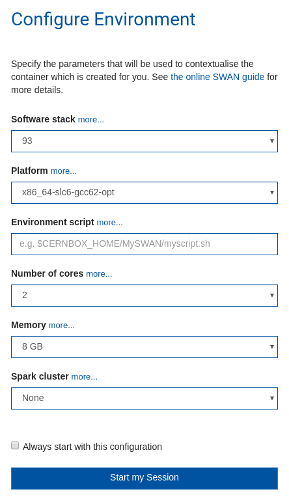 Configure Environment
Specify the parameters that will be used to contextualise the
container which is created for you. See the online SWAN guide for
more details.
Software stack more...
93
Platform more...
x86_64-slc6-gcc62-opt
Environment script more...
e.g. $CERNBOX_HOME/MySWAN/myscript.sh
Number of cores more...
2
Memory more...
8 GB
Spark cluster more...
None
Always start with this configuration
Start my Session